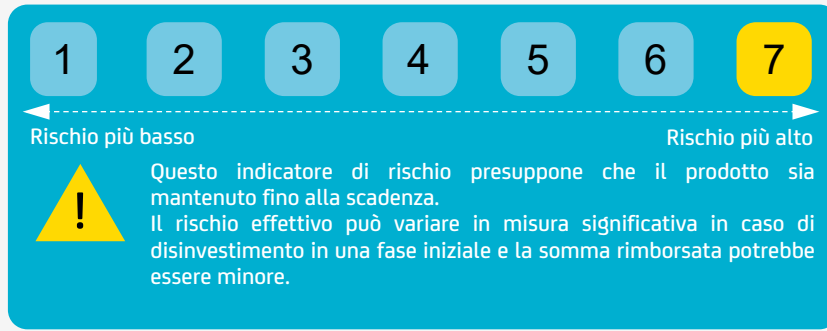 1 2 3 4 5 6 7
Rischio più basso Rischio più alto
!
Questo indicatore di rischio presuppone che il prodotto sia
mantenuto fino alla scadenza.
Il rischio effettivo può variare in misura significativa in caso di
disinvestimento in una fase iniziale e la somma rimborsata potrebbe
essere minore.